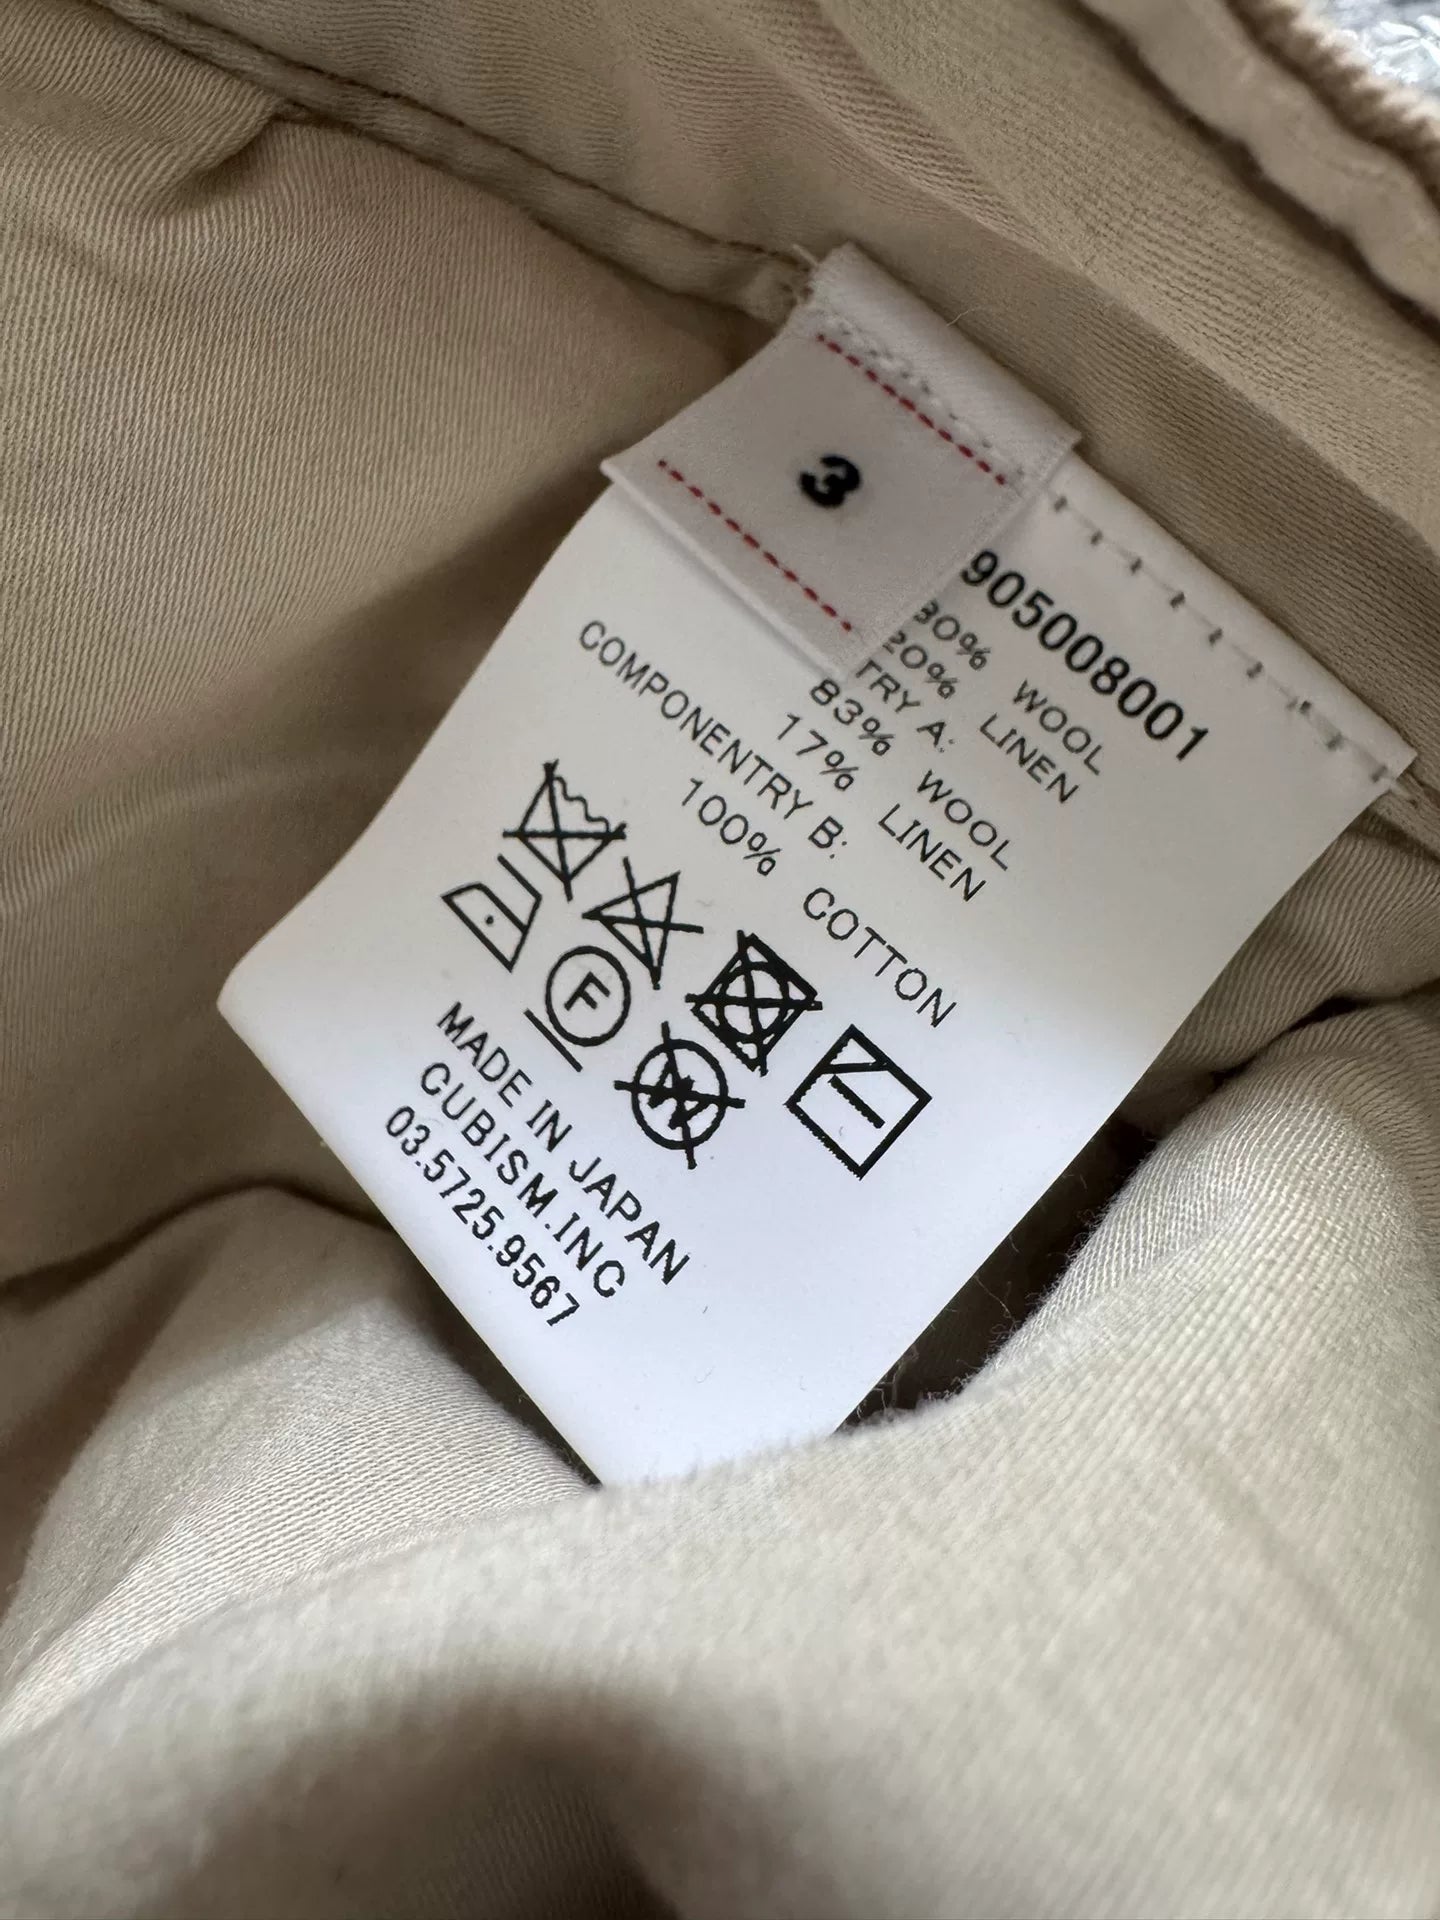 3
905008001
80% WOOL
20% LINEN
TRY A:
83% WOOL
17% LINEN
COMPONENTRY B:
100% COTTON
F W
MADE IN JAPAN
CUBISM.INC
03.5725.9567